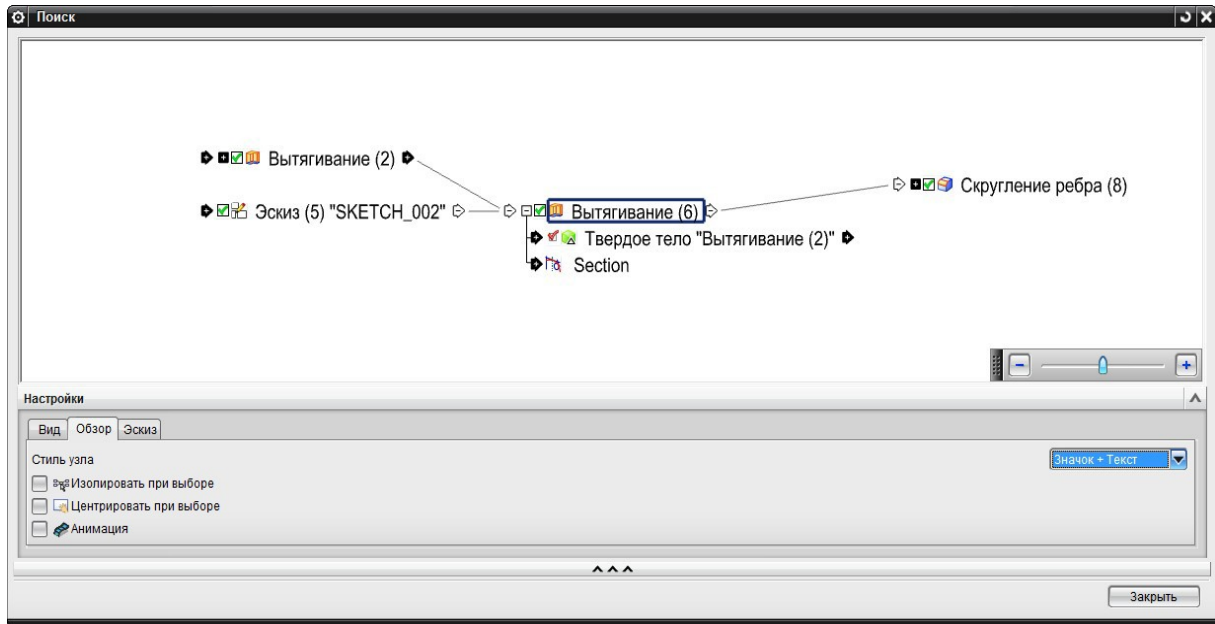 Поиск
Вытягивание (2)
Скругление ребра (8)
Эскиз (5) "SKETCH_002"
Вытягивание (6)
Твердое тело "Вытягивание (2)"
Section
Настройки
Вид Обзор Эскиз
Стиль узла
Значок + Текст
Изолировать при выборе
Центрировать при выборе
Анимация
Закрыть